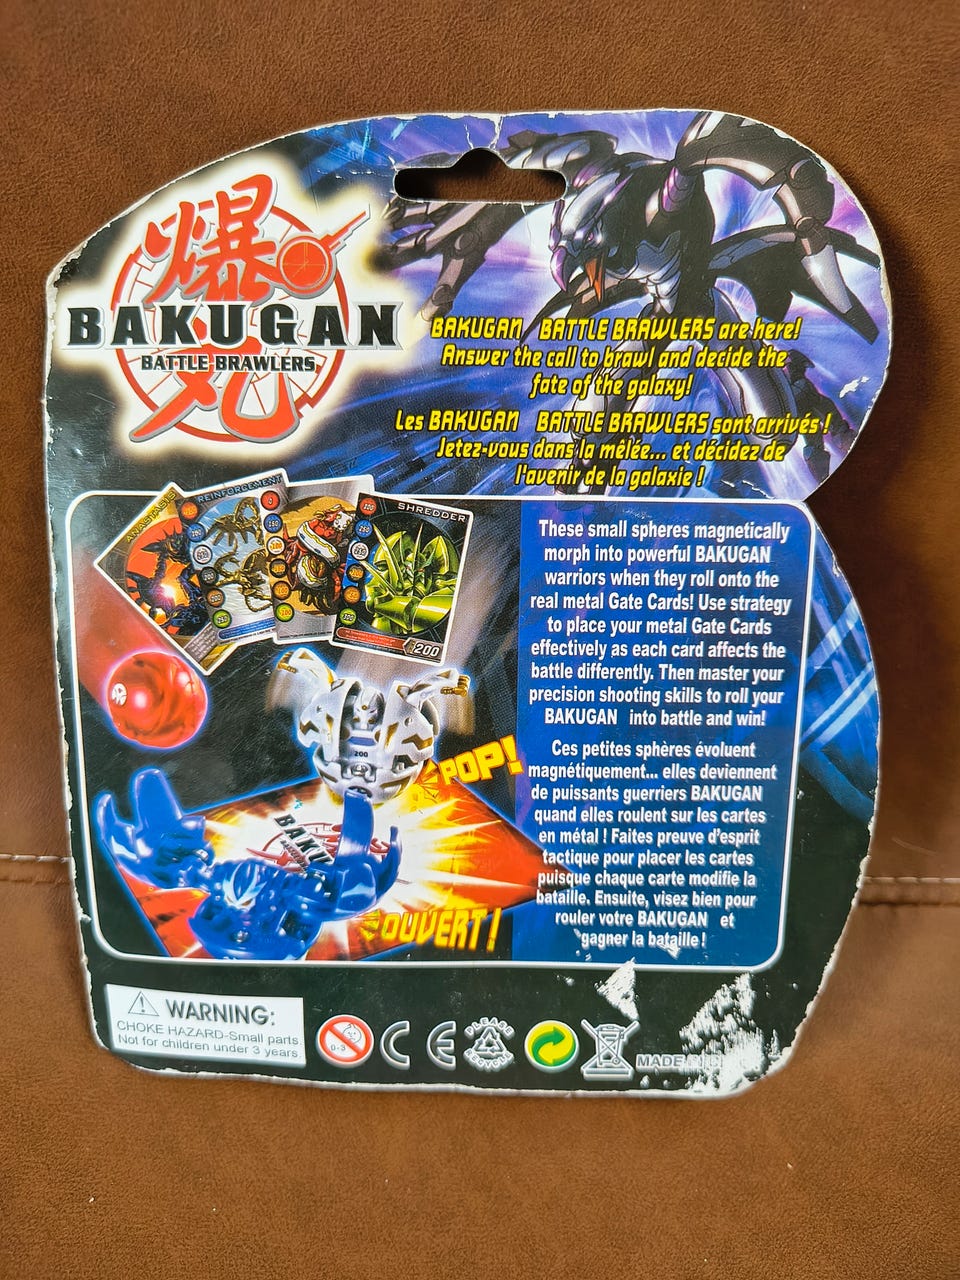 爆
BAKUGAN
BATTLE BRAWLERS
丸
BAKUGAN BATTLE BRAWLERS are here!
Answer the call to brawl and decide the
fate of the galaxy!
Les BAKUGAN BATTLE BRAWLERS sont arrivés !
Jetez-vous dans la mêlée... et décidez de
l'avenir de la galaxie !
REINFORCEMENT
SHREDDER
200
200
POP!
BAKU
OUVERT !
These small spheres magnetically
morph into powerful BAKUGAN
warriors when they roll onto the
real metal Gate Cards! Use strategy
to place your metal Gate Cards
effectively as each card affects the
battle differently. Then master your
precision shooting skills to roll your
BAKUGAN into battle and win!
Ces petites sphères évoluent
magnétiquement... elles deviennent
de puissants guerriers BAKUGAN
quand elles roulent sur les cartes
en métal ! Faites preuve d'esprit
tactique pour placer les cartes
puisque chaque carte modifie la
bataille. Ensuite, visez bien pour
rouler votre BAKUGAN et
gagner la bataille !
WARNING:
CHOKE HAZARD-Small parts
Not for children under 3 years
0-3
CE
PLEASE
RECYCLE
MADE